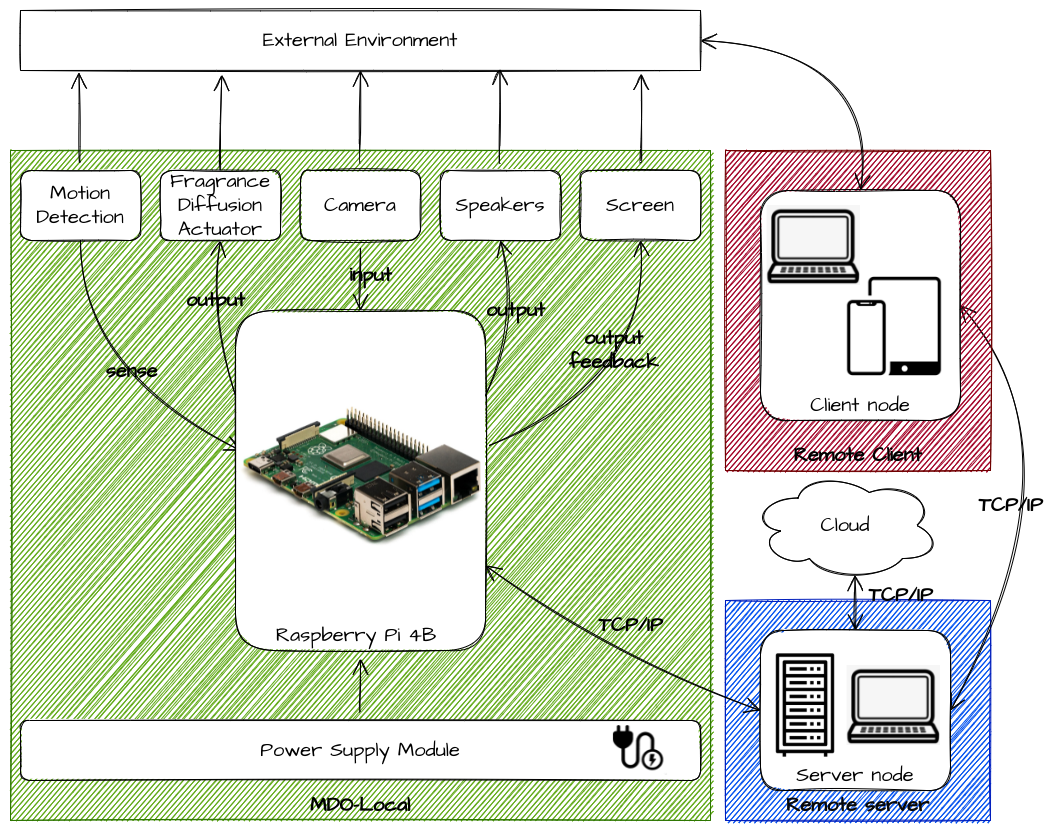 External Environment
Motion
Detection
Fragrance
Diffusion
Actuator
Camera
Speakers
Screen
input
output
output
output
feedback
sense
Raspberry Pi 4B
TCP/IP
Power Supply Module
MDO-Local
Client node
Remote Client
TCP/IP
Cloud
TCP/IP
Server node
Remote server